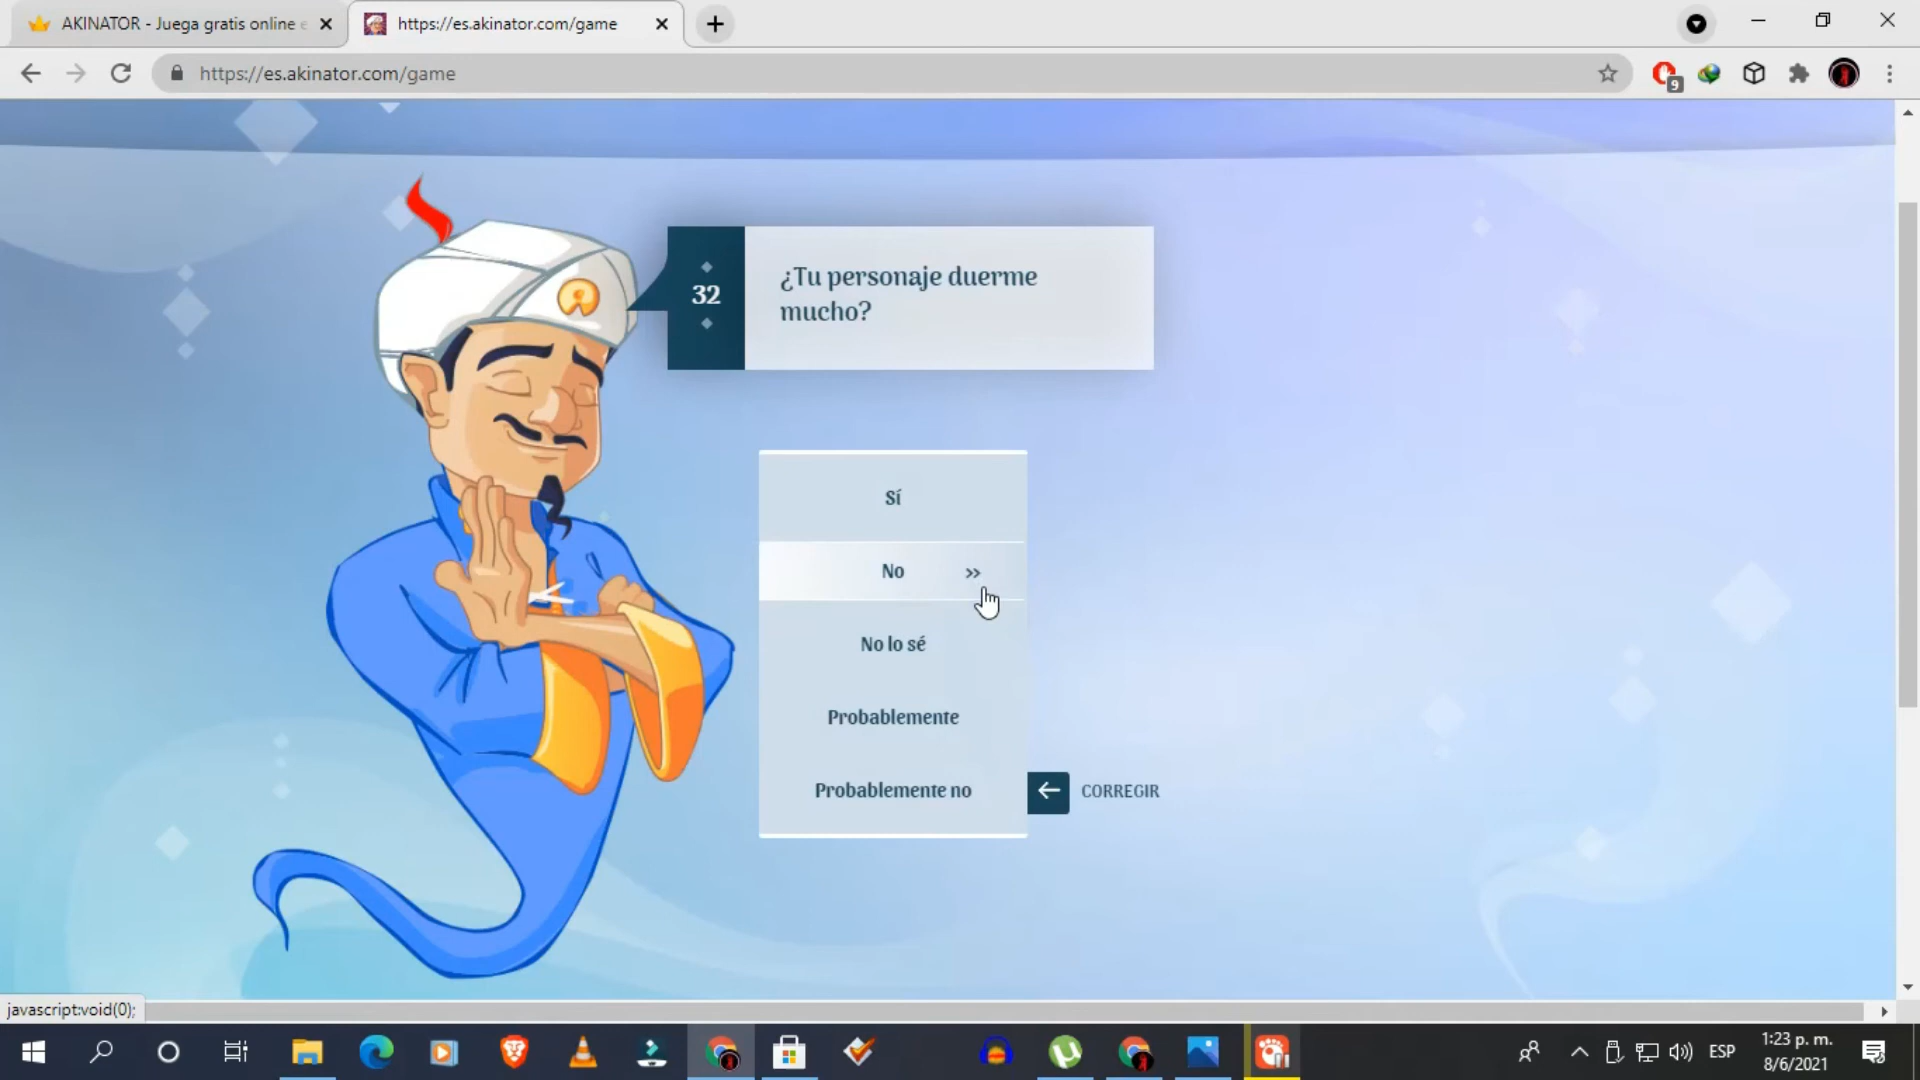 AKINATOR - Juega gratis online e
https://es.akinator.com/game
https://es.akinator.com/game
9
32
¿Tu personaje duerme
mucho?
Sí
No >>
No lo sé
Probablemente
Probablemente no
CORREGIR
javascript:void(0);
ESP
1:23 p. m.
8/6/2021